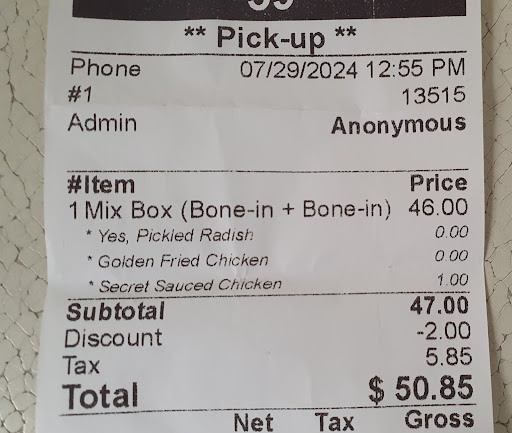 ** Pick-up **
Phone 07/29/2024 12:55 PM
#1 13515
Admin Anonymous
#Item Price
1 Mix Box (Bone-in + Bone-in) 46.00
* Yes, Pickled Radish 0.00
* Golden Fried Chicken 0.00
* Secret Sauced Chicken 1.00
Subtotal 47.00
Discount -2.00
Tax 5.85
Total $ 50.85
Net Tax Gross